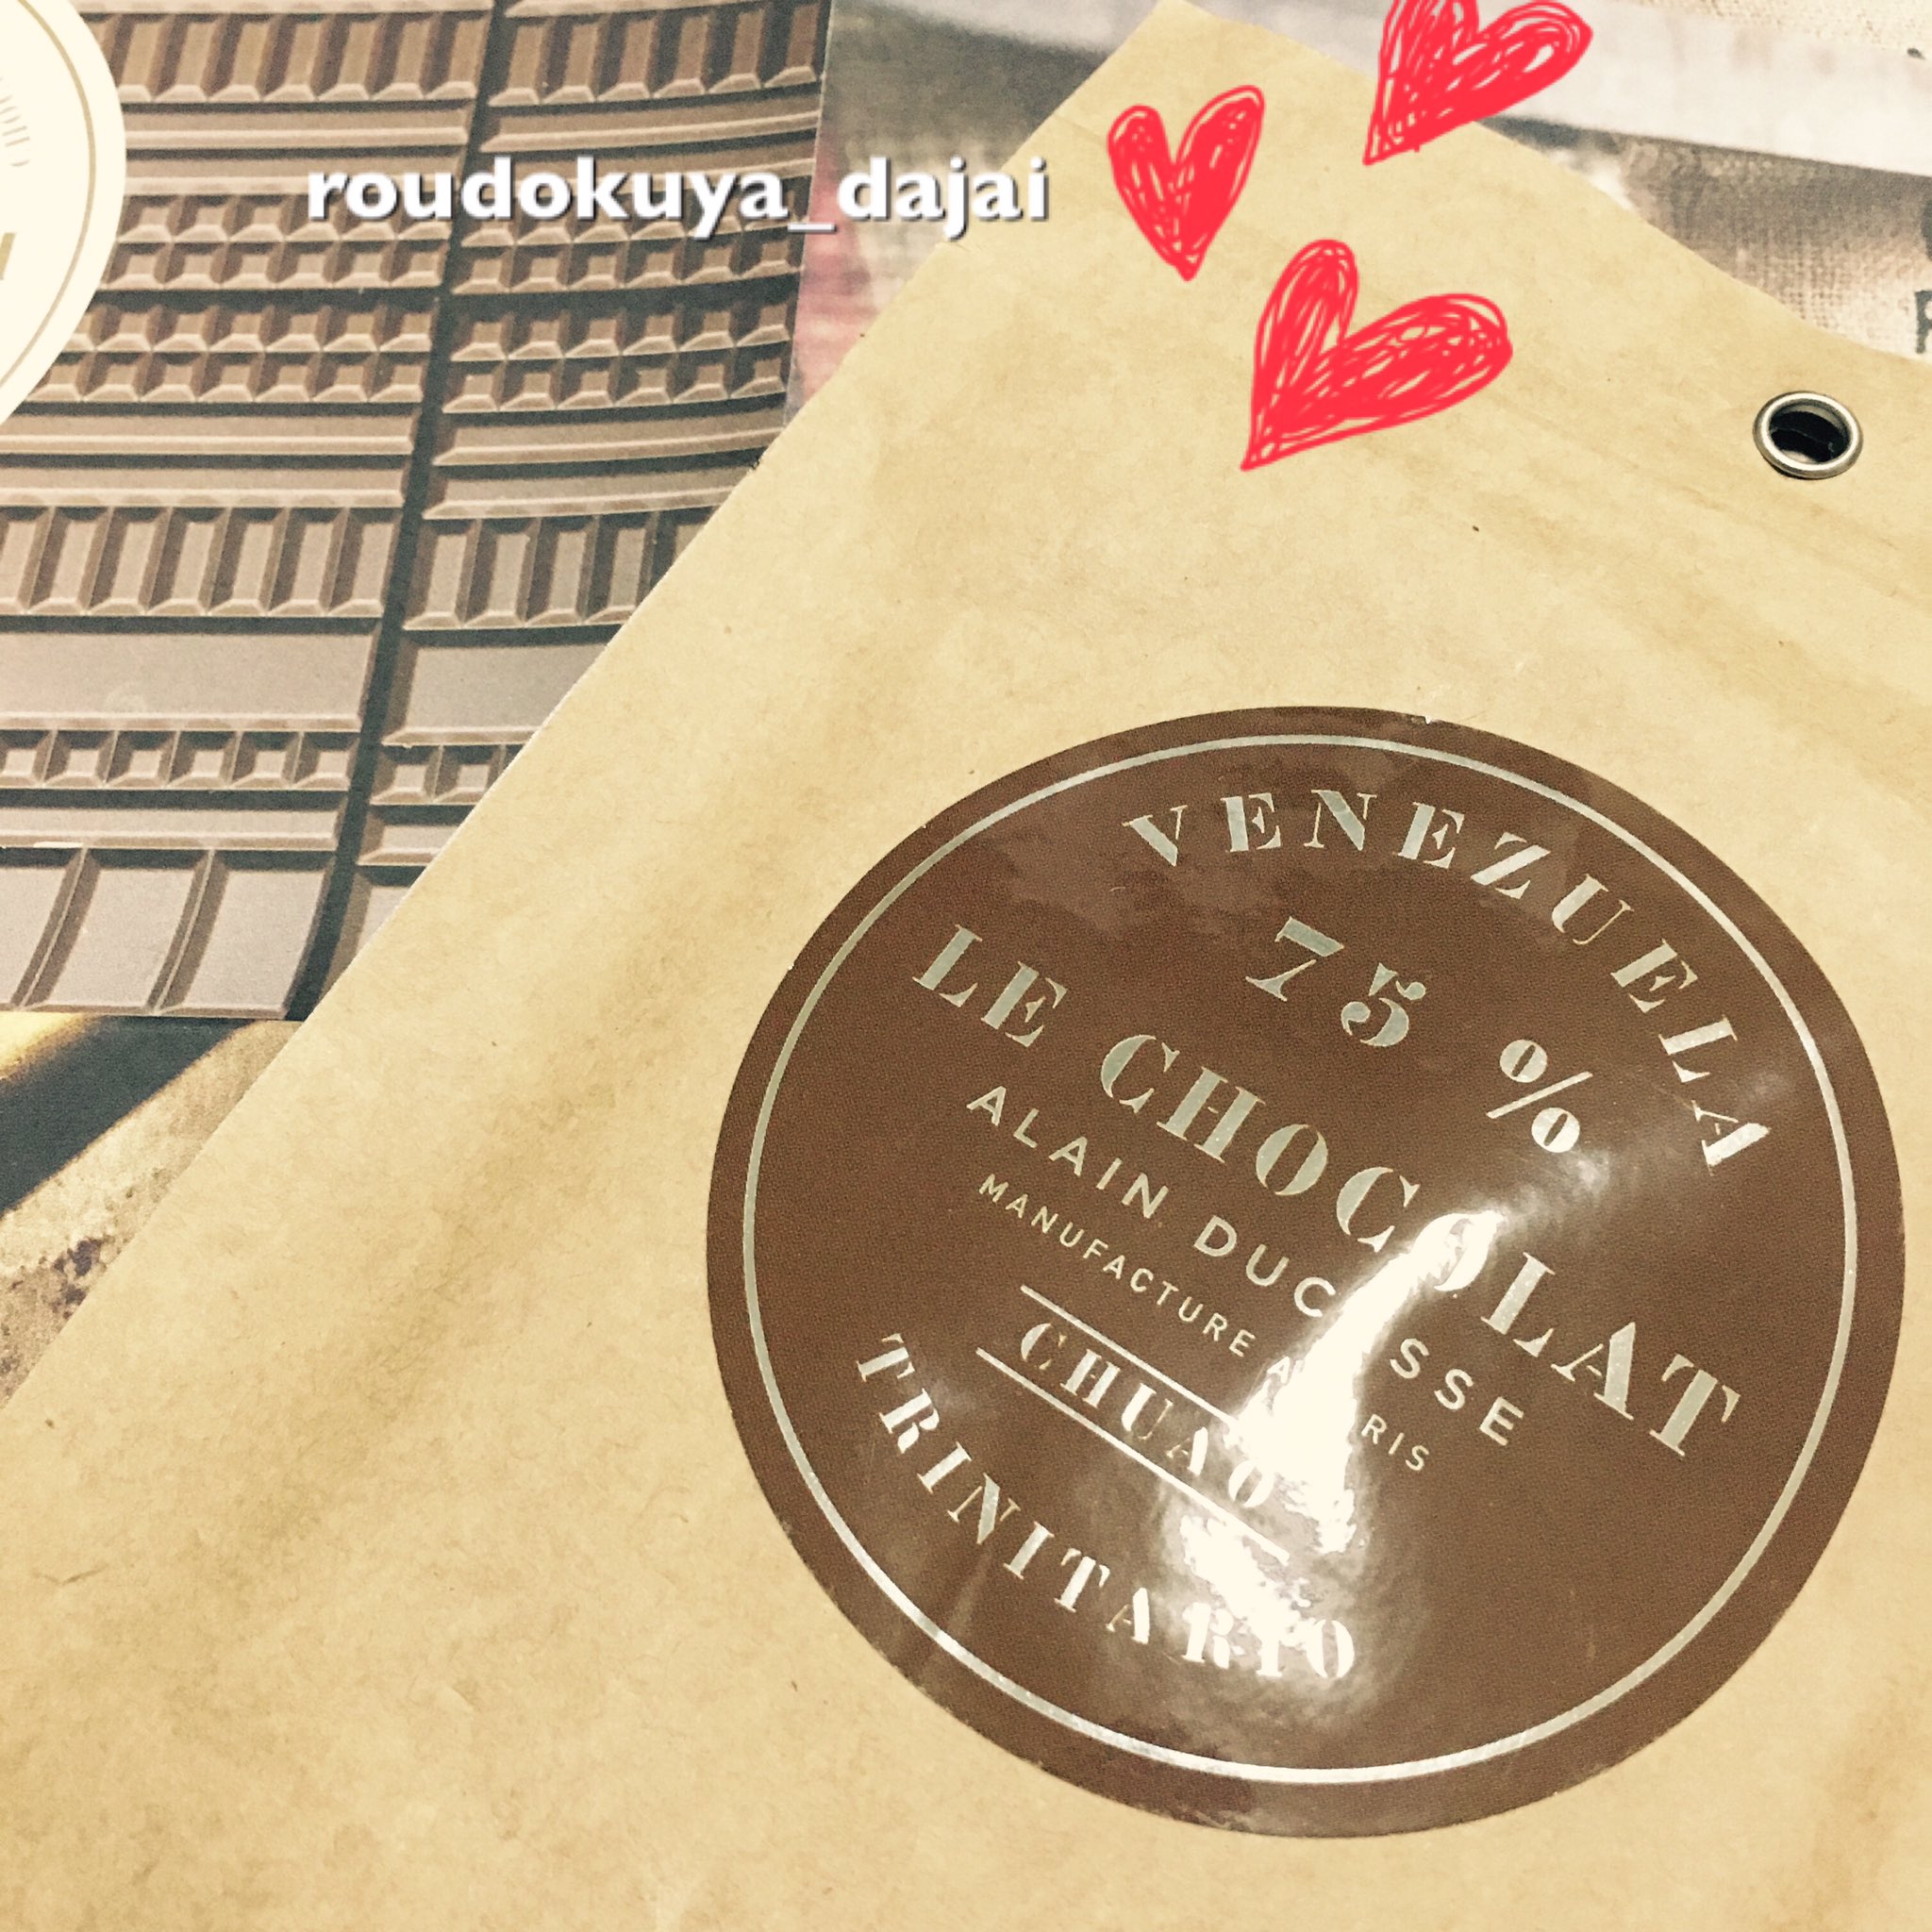 roudokuya_dajai
VENEZUELA
75 %
LE CHOCOLAT
ALAIN DUCASSE
MANUFACTURE A PARIS
CHUAO
TRINITARIO